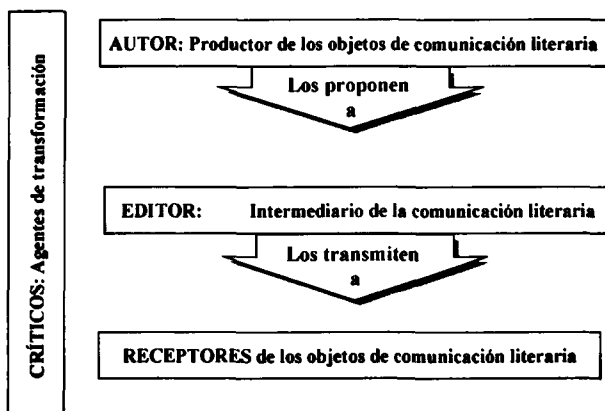 CRÍTICOS: Agentes de transformación
AUTOR: Productor de los objetos de comunicación literaria
Los proponen
a
EDITOR: Intermediario de la comunicación literaria
Los transmiten
a
RECEPTORES de los objetos de comunicación literaria